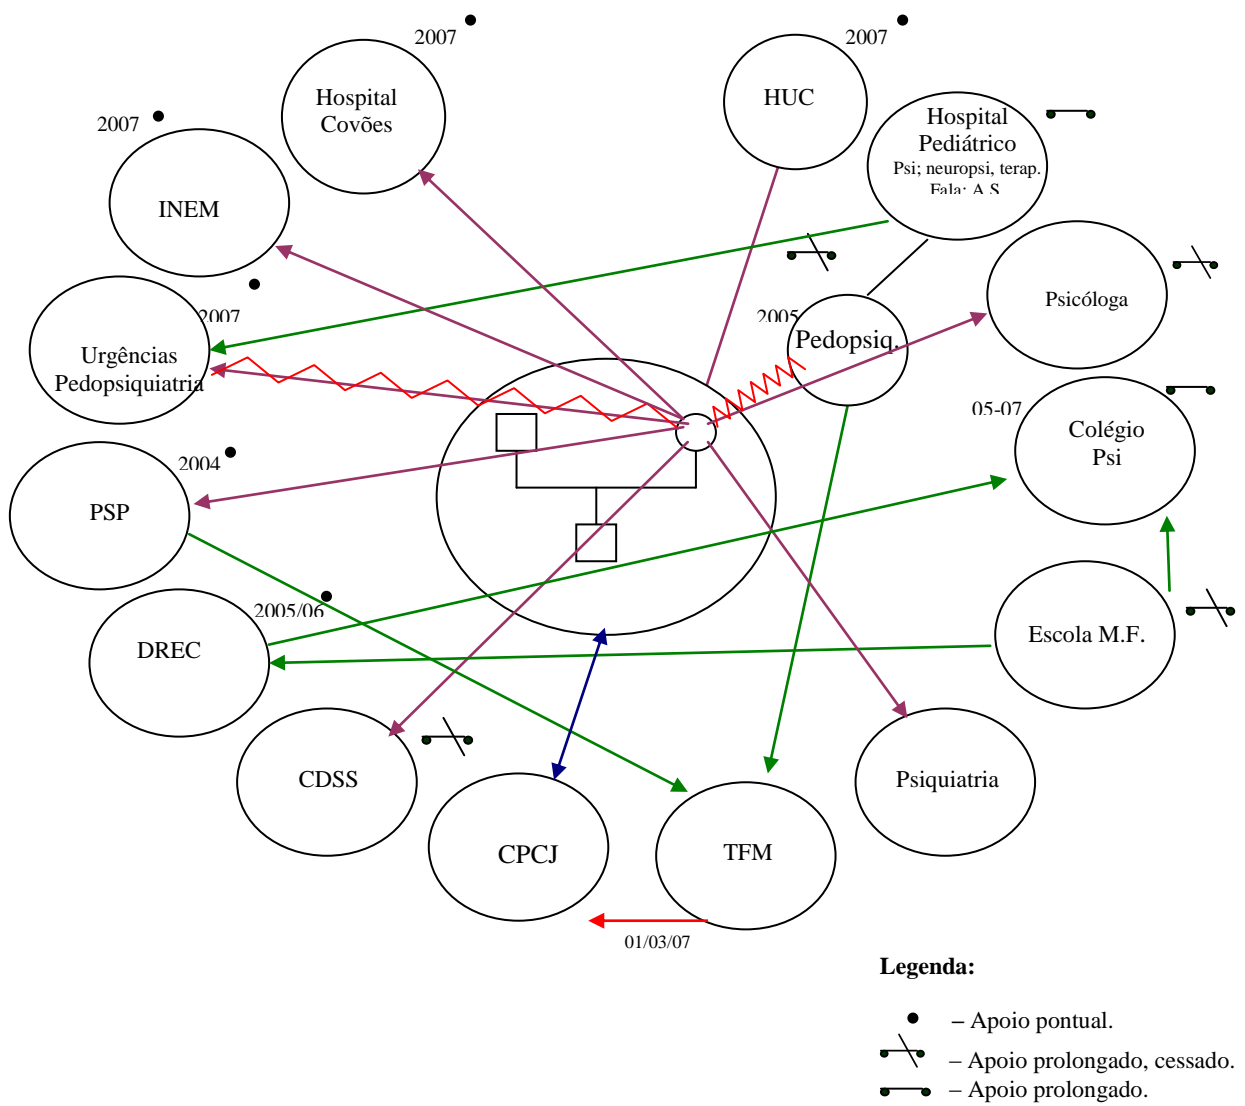 2007
2007
Hospital
Covões
HUC
Hospital
Pediátrico
Psi; neuropsi, terap.
Fala; A.S.
2007
INEM
Psicóloga
2007
Urgências
Pedopsiquiatria
2005
Pedopsiq.
05-07
Colégio
Psi
2004
PSP
2005/06
DREC
Escola M.F.
CDSS
CPCJ
TFM
Psiquiatria
01/03/07
Legenda:
– Apoio pontual.
– Apoio prolongado, cessado.
– Apoio prolongado.